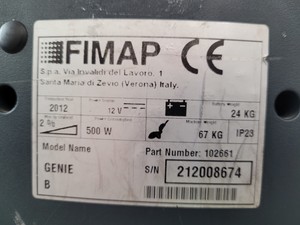 FIMAP CE
S.p.a. Via Invalidi del Lavoro, 1
Santa Maria di Zevio (Verona) Italy.
2012 12 V 24 KG
2 % 500 W 67 KG IP23
Model Name Part Number: 102661
GENIE S/N 212008674
B